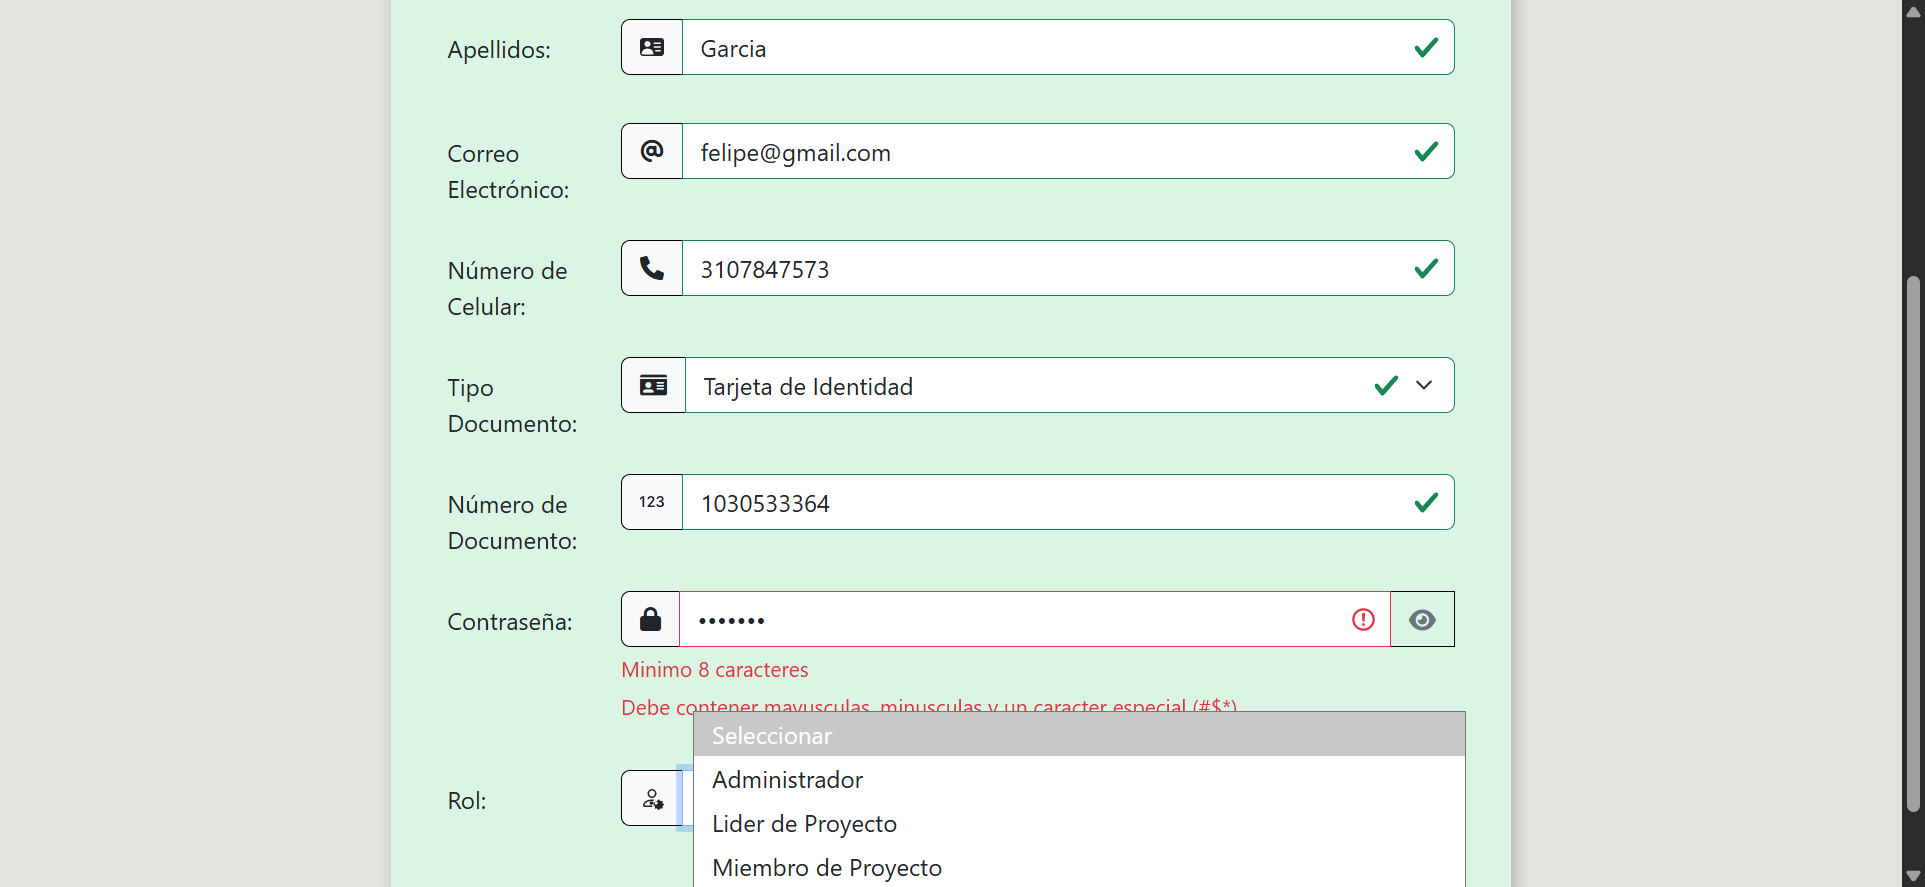 Apellidos:
Garcia
Correo
Electrónico:
felipe@gmail.com
Número de
Celular:
3107847573
Tipo
Documento:
Tarjeta de Identidad
Número de
Documento:
123
1030533364
Contraseña:
•••••••
Minimo 8 caracteres
Debe contener mayusculas, minusculas y un caracter especial (#$*)
Rol:
Seleccionar
Administrador
Lider de Proyecto
Miembro de Proyecto